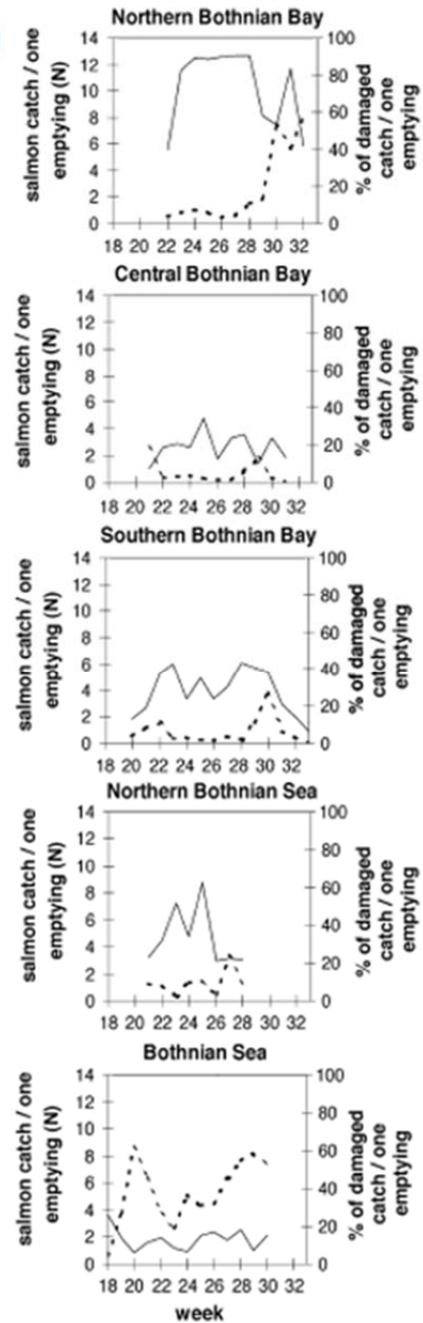 Northern Bothnian Bay
salmon catch / one
emptying (N)
14
12
10
8
6
4
2
0
100
80
60
40
20
0
% of damaged
catch / one
emptying
18 20 22 24 26 28 30 32
Central Bothnian Bay
salmon catch / one
emptying (N)
14
12
10
8
6
4
2
0
100
80
60
40
20
0
% of damaged
catch / one
emptying
18 20 22 24 26 28 30 32
Southern Bothnian Bay
salmon catch / one
emptying (N)
14
12
10
8
6
4
2
0
100
80
60
40
20
0
% of damaged
catch / one
emptying
18 20 22 24 26 28 30 32
Northern Bothnian Sea
salmon catch / one
emptying (N)
14
12
10
8
6
4
2
0
100
80
60
40
20
0
% of damaged
catch / one
emptying
18 20 22 24 26 28 30 32
Bothnian Sea
salmon catch / one
emptying (N)
14
12
10
8
6
4
2
0
100
80
60
40
20
0
% of damaged
catch / one
emptying
18 20 22 24 26 28 30 32
week